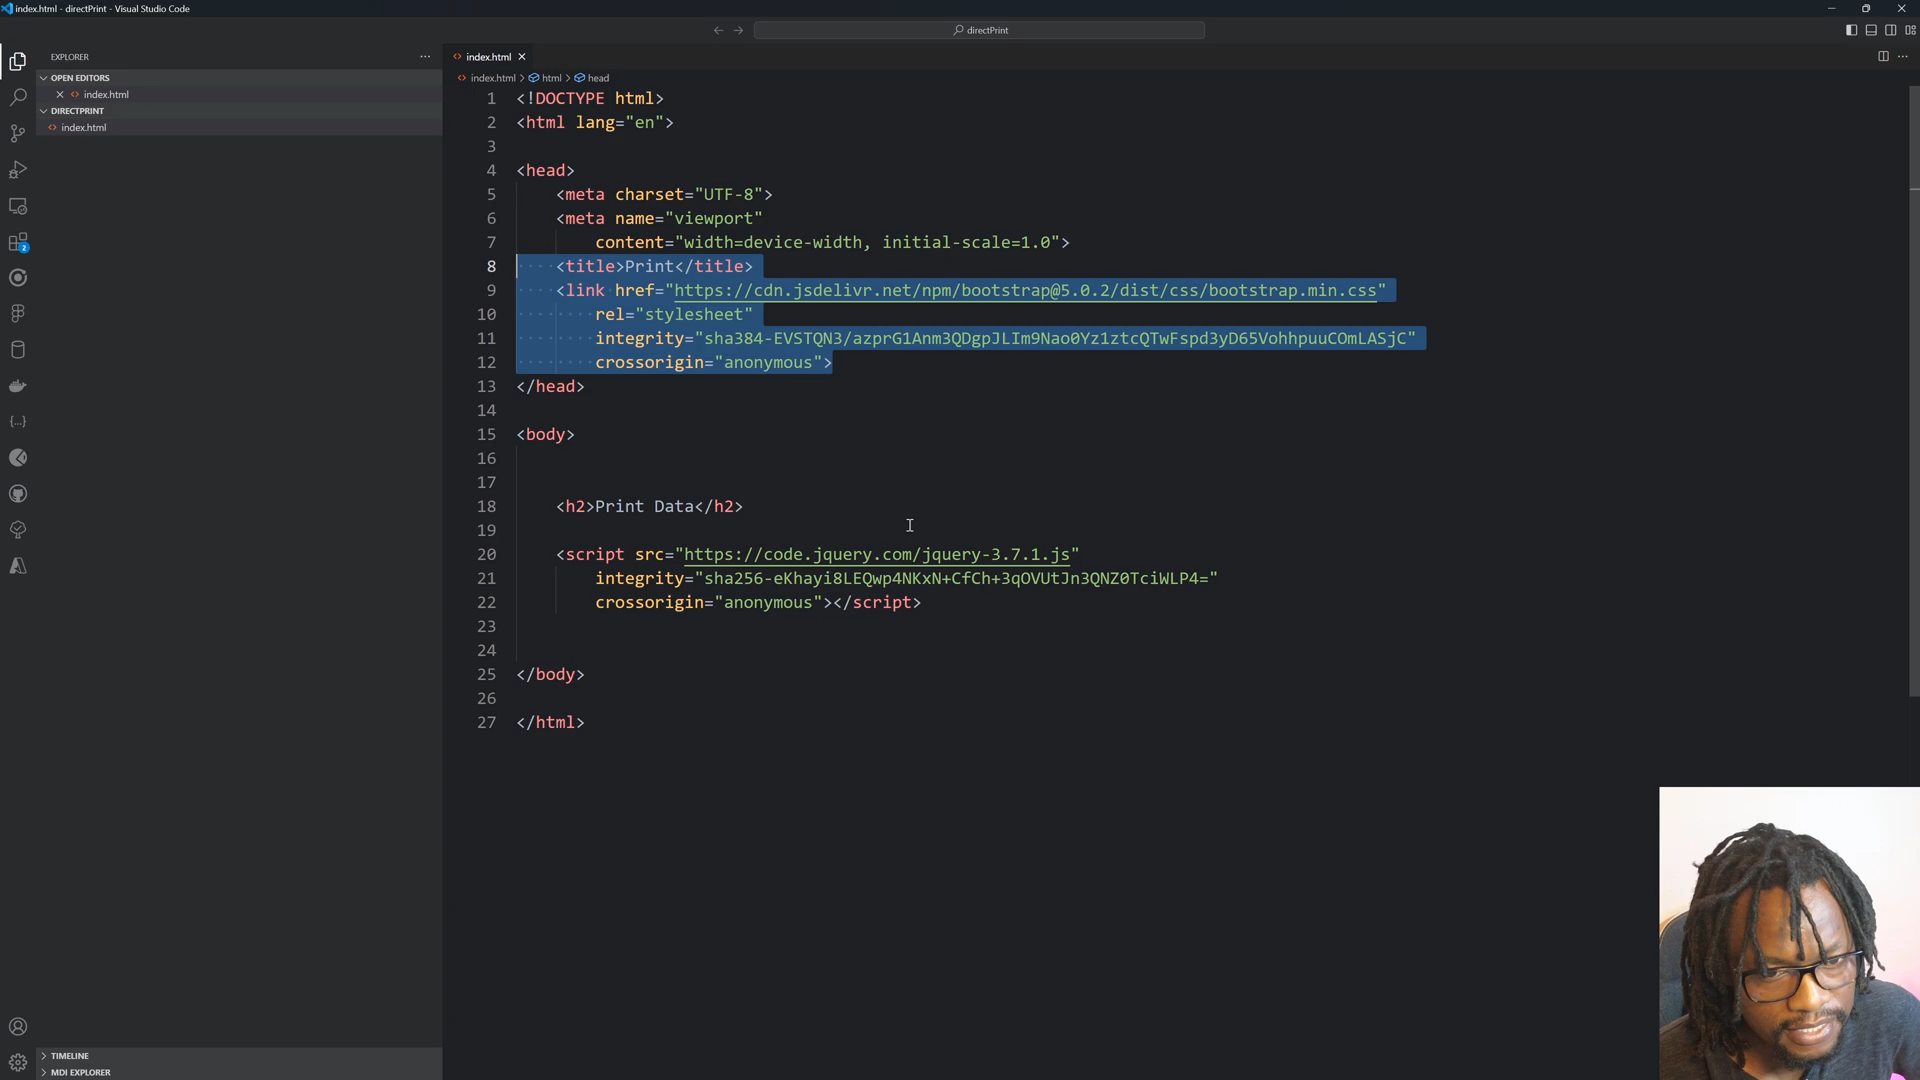 index.html - directPrint - Visual Studio Code
directPrint
EXPLORER
OPEN EDITORS
index.html
DIRECTPRINT
index.html
TIMELINE
MDI EXPLORER
2
index.html
index.html > html > head
1 <!DOCTYPE html>
2 <html lang="en">
3
4 <head>
5 <meta charset="UTF-8">
6 <meta name="viewport"
7 content="width=device-width, initial-scale=1.0">
8 <title>Print</title>
9 <link href="https://cdn.jsdelivr.net/npm/bootstrap@5.0.2/dist/css/bootstrap.min.css"
10 rel="stylesheet"
11 integrity="sha384-EVSTQN3/azprG1Anm3QDgpJLIm9Nao0Yz1ztcQTwFspd3yD65VohhpuuCOmLASjC"
12 crossorigin="anonymous">
13 </head>
14
15 <body>
16
17
18 <h2>Print Data</h2>
19
20 <script src="https://code.jquery.com/jquery-3.7.1.js"
21 integrity="sha256-eKhayi8LEQwp4NKxN+CfCh+3qOVUtJn3QNZ0TciWLP4="
22 crossorigin="anonymous"></script>
23
24
25 </body>
26
27 </html>